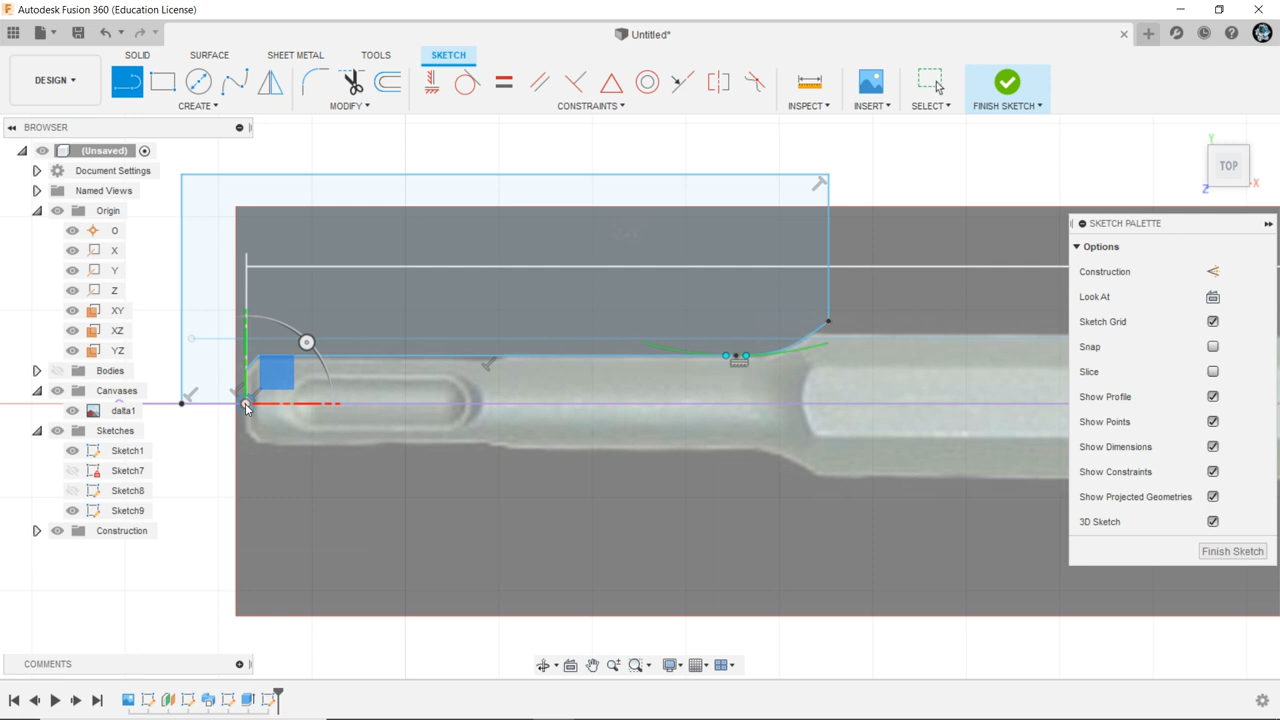 Autodesk Fusion 360 (Education License)
Untitled*
DESIGN
SOLID SURFACE SHEET METAL TOOLS SKETCH
CREATE MODIFY CONSTRAINTS INSPECT INSERT SELECT FINISH SKETCH
BROWSER
(Unsaved)
Document Settings
Named Views
Origin
O
X
Y
Z
XY
XZ
YZ
Bodies
Canvases
dalta1
Sketches
Sketch1
Sketch7
Sketch8
Sketch9
Construction
Y
TOP
X
Z
SKETCH PALETTE
Options
Construction
Look At
Sketch Grid
Snap
Slice
Show Profile
Show Points
Show Dimensions
Show Constraints
Show Projected Geometries
3D Sketch
Finish Sketch
COMMENTS